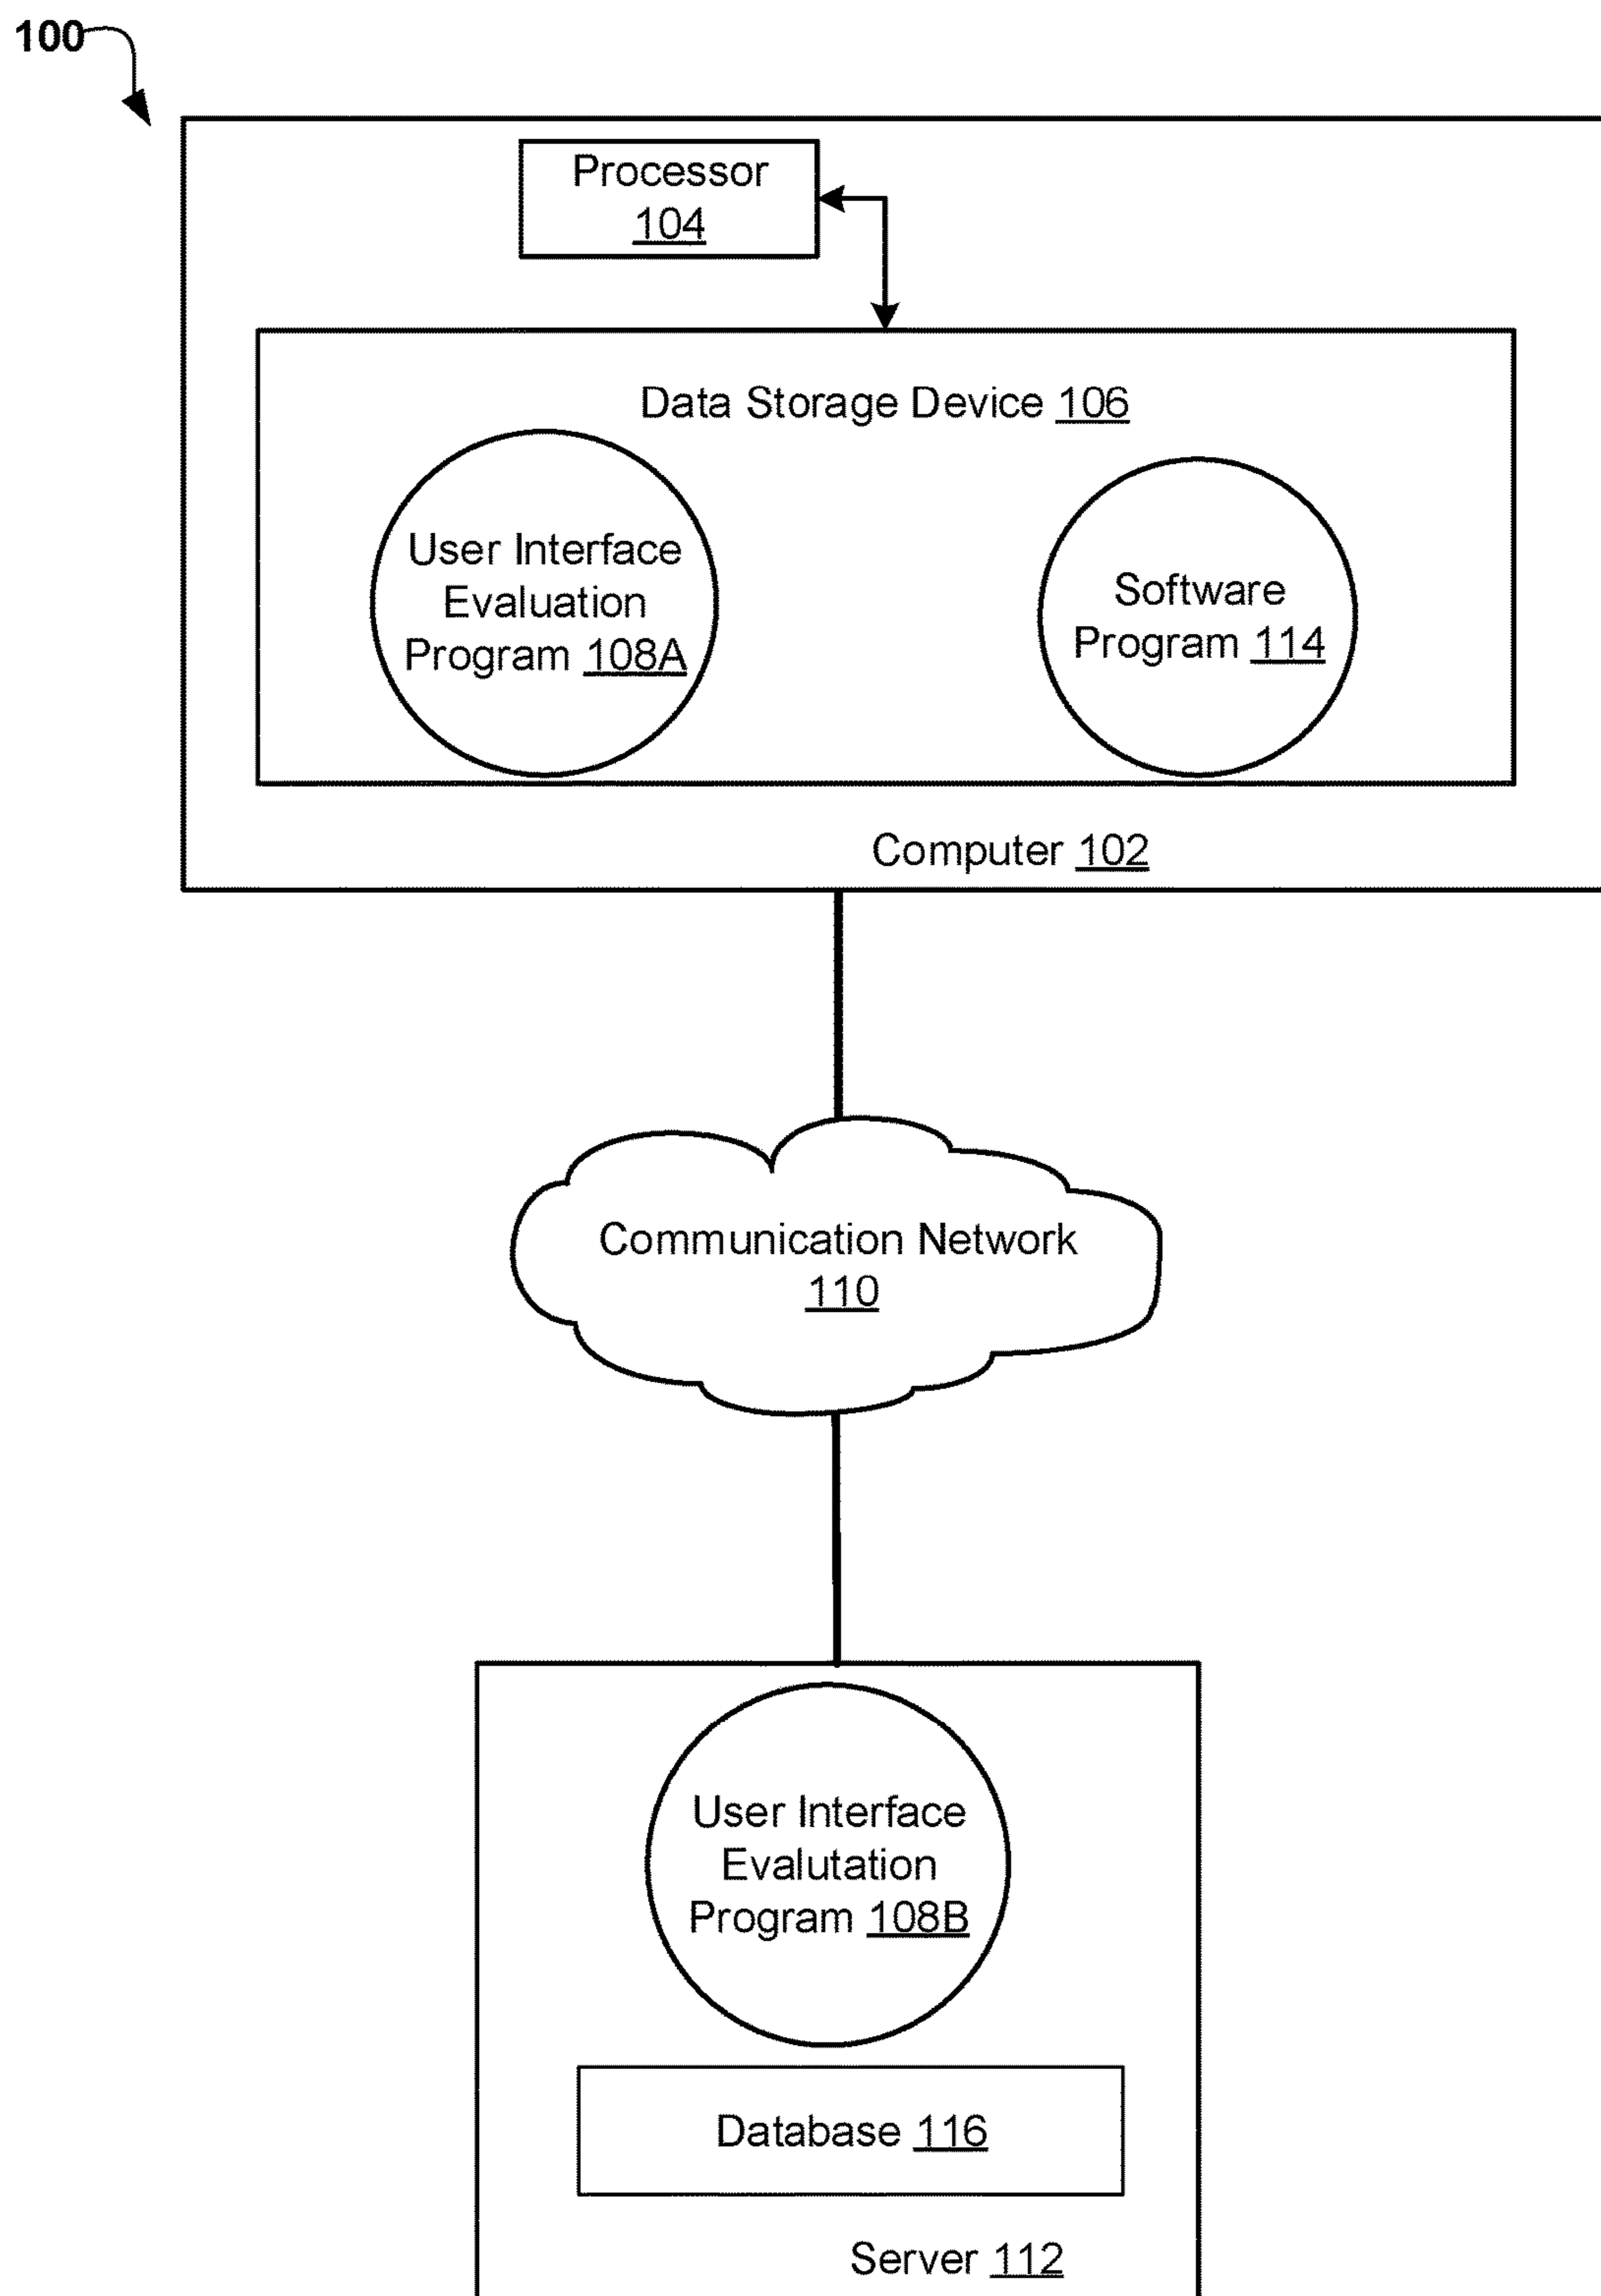 100
Processor
104
Data Storage Device 106
User Interface
Evaluation
Program 108A
Software
Program 114
Computer 102
Communication Network
110
User Interface
Evalutation
Program 108B
Database 116
Server 112